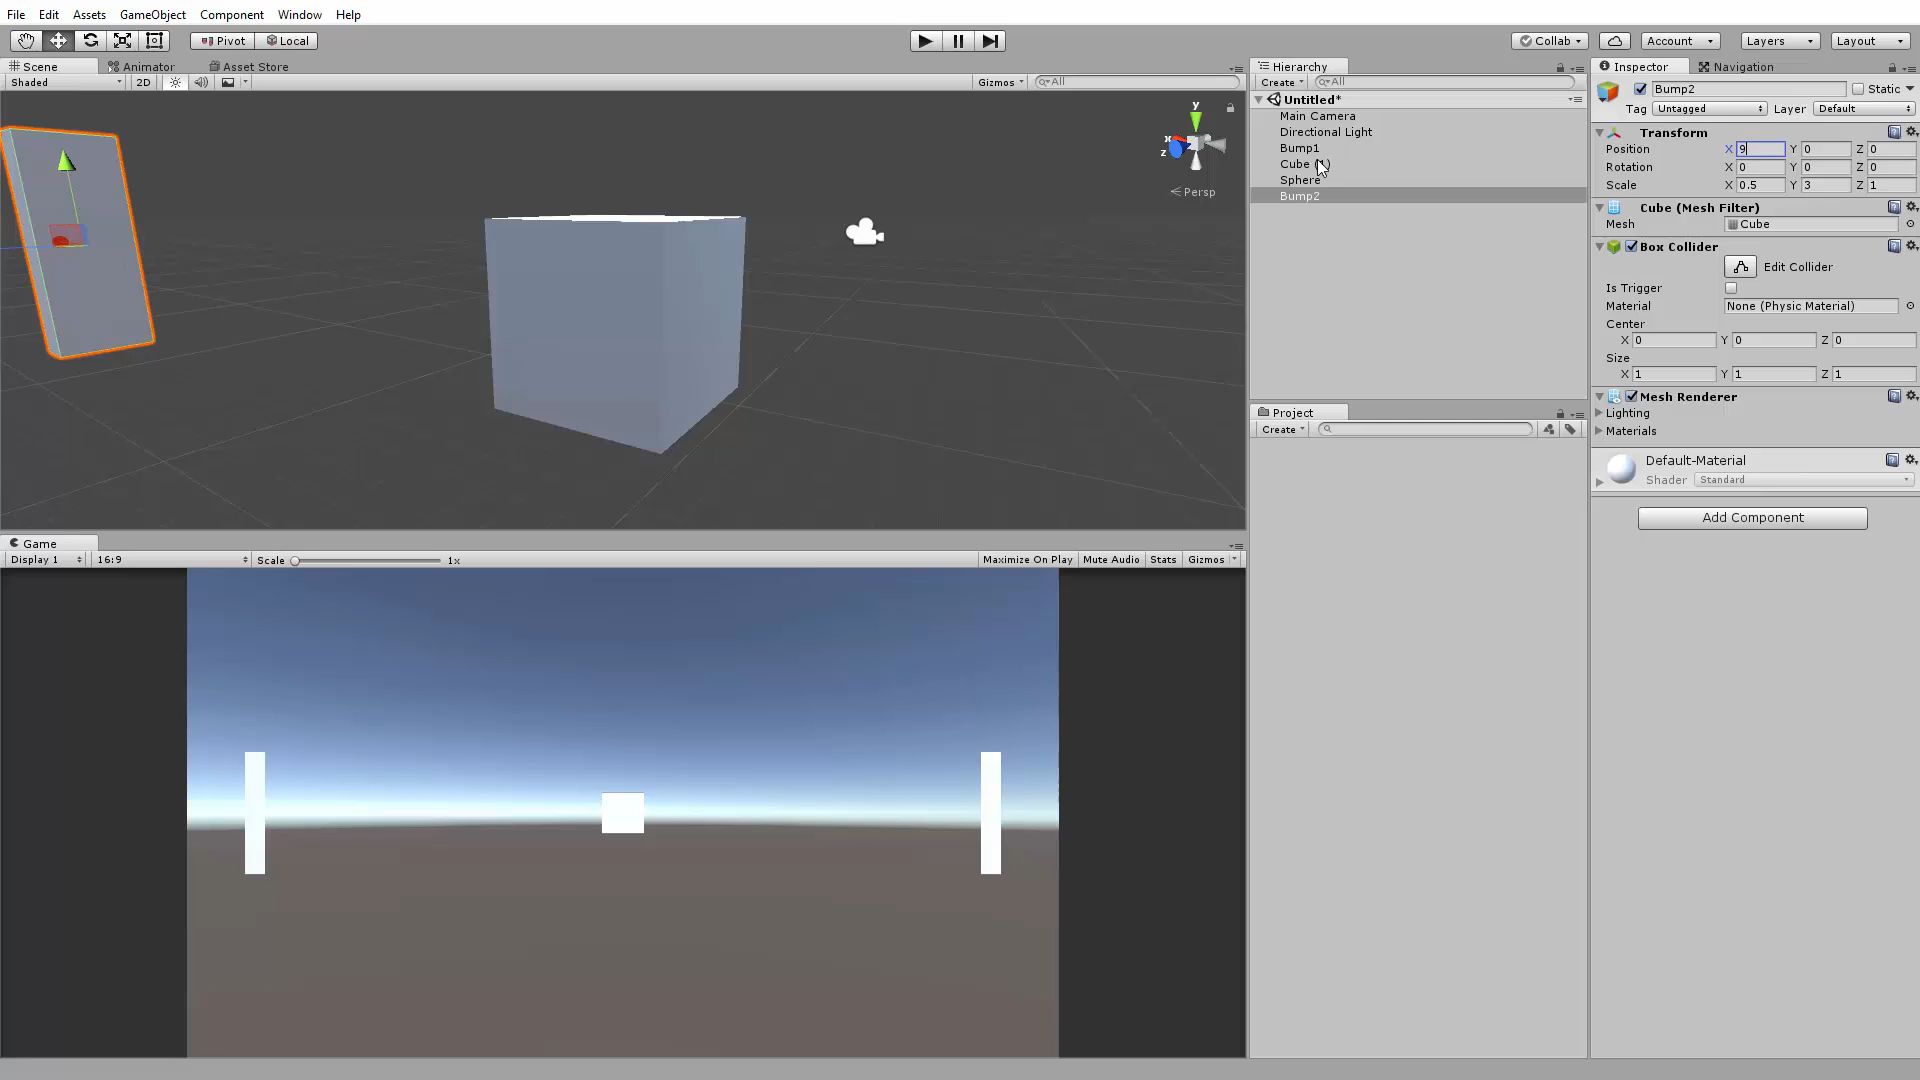 File Edit Assets GameObject Component Window Help
Pivot Local Collab Account Layers Layout
Scene Animator Asset Store
Shaded 2D Gizmos All
y
x
z
Persp
Hierarchy
Create All
Untitled*
Main Camera
Directional Light
Bump1
Sphere
Bump2
Project
Create
Inspector Navigation
Bump2 Static
Tag Untagged Layer Default
Transform
Position X 9 Y 0 Z 0
Rotation X 0 Y 0 Z 0
Scale X 0.5 Y 3 Z 1
Cube (Mesh Filter)
Mesh Cube
Box Collider
Edit Collider
Is Trigger
Material None (Physic Material)
Center
X 0 Y 0 Z 0
Size
X 1 Y 1 Z 1
Mesh Renderer
Lighting
Materials
Default-Material
Shader Standard
Add Component
Game
Display 1 16:9 Scale 1x Maximize On Play Mute Audio Stats Gizmos